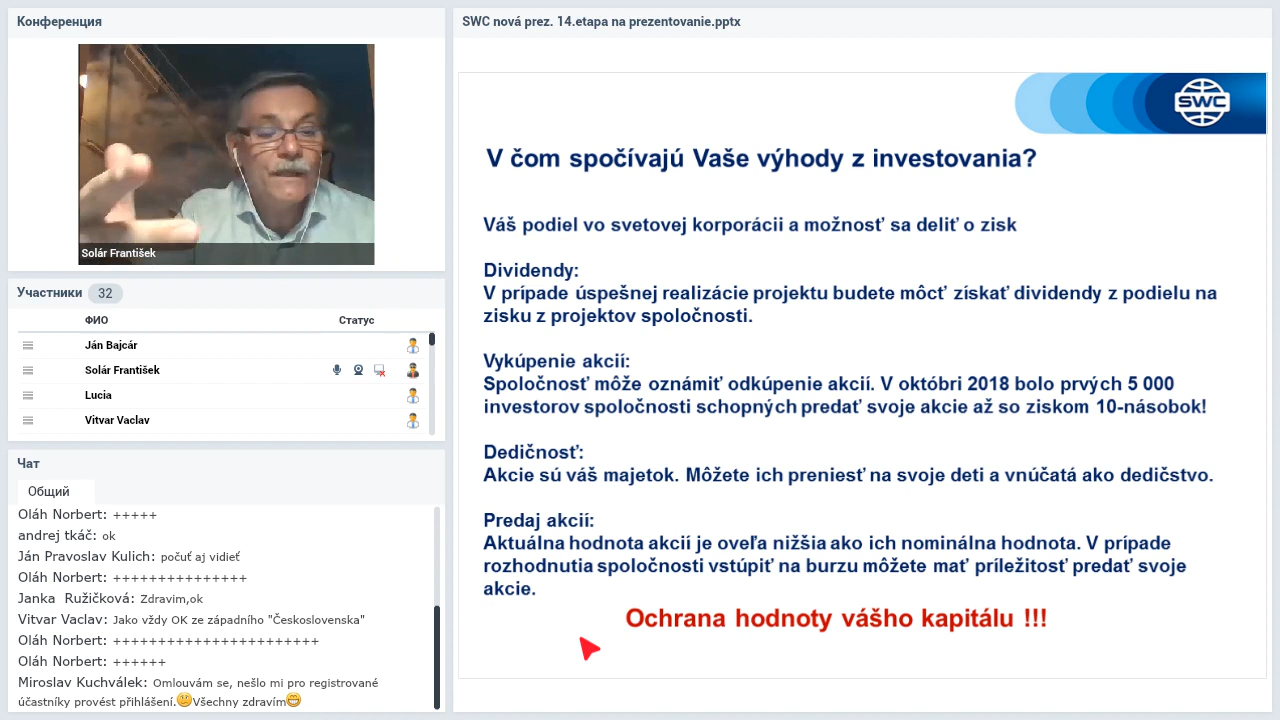 Конференция
Solár František
Участники 32
ФИО Статус
Ján Bajcár
Solár František
Lucia
Vitvar Vaclav
Чат
Общий
Oláh Norbert: +++++
andrej tkáč: ok
Ján Pravoslav Kulich: počuť aj vidieť
Oláh Norbert: +++++++++++++++
Janka Ružičková: Zdravim,ok
Vitvar Vaclav: Jako vždy OK ze západního "Československa"
Oláh Norbert: +++++++++++++++++++++++
Oláh Norbert: ++++++
Miroslav Kuchválek: Omlouvám se, nešlo mi pro registrované
účastníky provést přihlášení. Všechny zdravím
SWC nová prez. 14.etapa na prezentovanie.pptx
SWC
V čom spočívajú Vaše výhody z investovania?
Váš podiel vo svetovej korporácii a možnosť sa deliť o zisk
Dividendy:
V prípade úspešnej realizácie projektu budete môcť získať dividendy z podielu na
zisku z projektov spoločnosti.
Vykúpenie akcií:
Spoločnosť môže oznámiť odkúpenie akcií. V októbri 2018 bolo prvých 5 000
investorov spoločnosti schopných predať svoje akcie až so ziskom 10-násobok!
Dedičnosť:
Akcie sú váš majetok. Môžete ich preniesť na svoje deti a vnúčatá ako dedičstvo.
Predaj akcií:
Aktuálna hodnota akcií je oveľa nižšia ako ich nominálna hodnota. V prípade
rozhodnutia spoločnosti vstúpiť na burzu môžete mať príležitosť predať svoje
akcie.
Ochrana hodnoty vášho kapitálu !!!